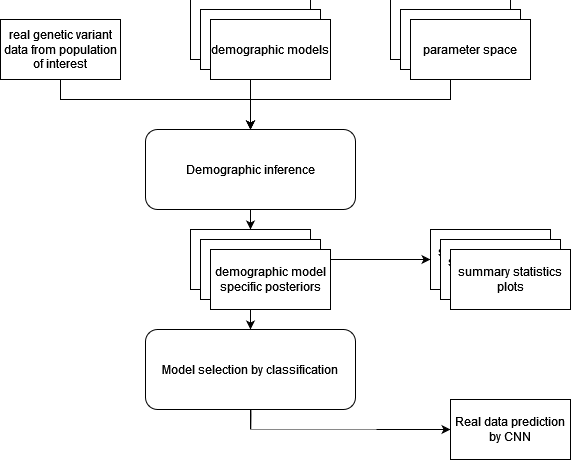 real genetic variant
data from population
of interest
demographic models
parameter space
Demographic inference
demographic model
specific posteriors
summary statistics
plots
Model selection by classification
Real data prediction
by CNN